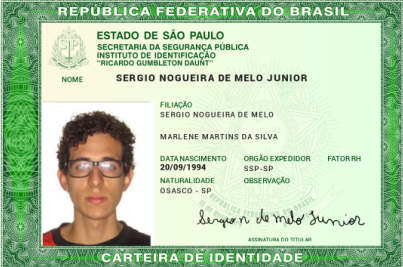 REPÚBLICA FEDERATIVA DO BRASIL
ESTADO DE SÃO PAULO
SECRETARIA DA SEGURANÇA PÚBLICA
INSTITUTO DE IDENTIFICAÇÃO
"RICARDO GUMBLETON DAUNT"
NOME SERGIO NOGUEIRA DE MELO JUNIOR
FILIAÇÃO
SERGIO NOGUEIRA DE MELO
MARLENE MARTINS DA SILVA
DATA NASCIMENTO ORGÃO EXPEDIDOR FATOR RH
20/09/1994 SSP-SP
NATURALIDADE OBSERVAÇÃO
OSASCO - SP
Sergio n de melo Junior
ASSINATURA DO TITULAR
CARTEIRA DE IDENTIDADE